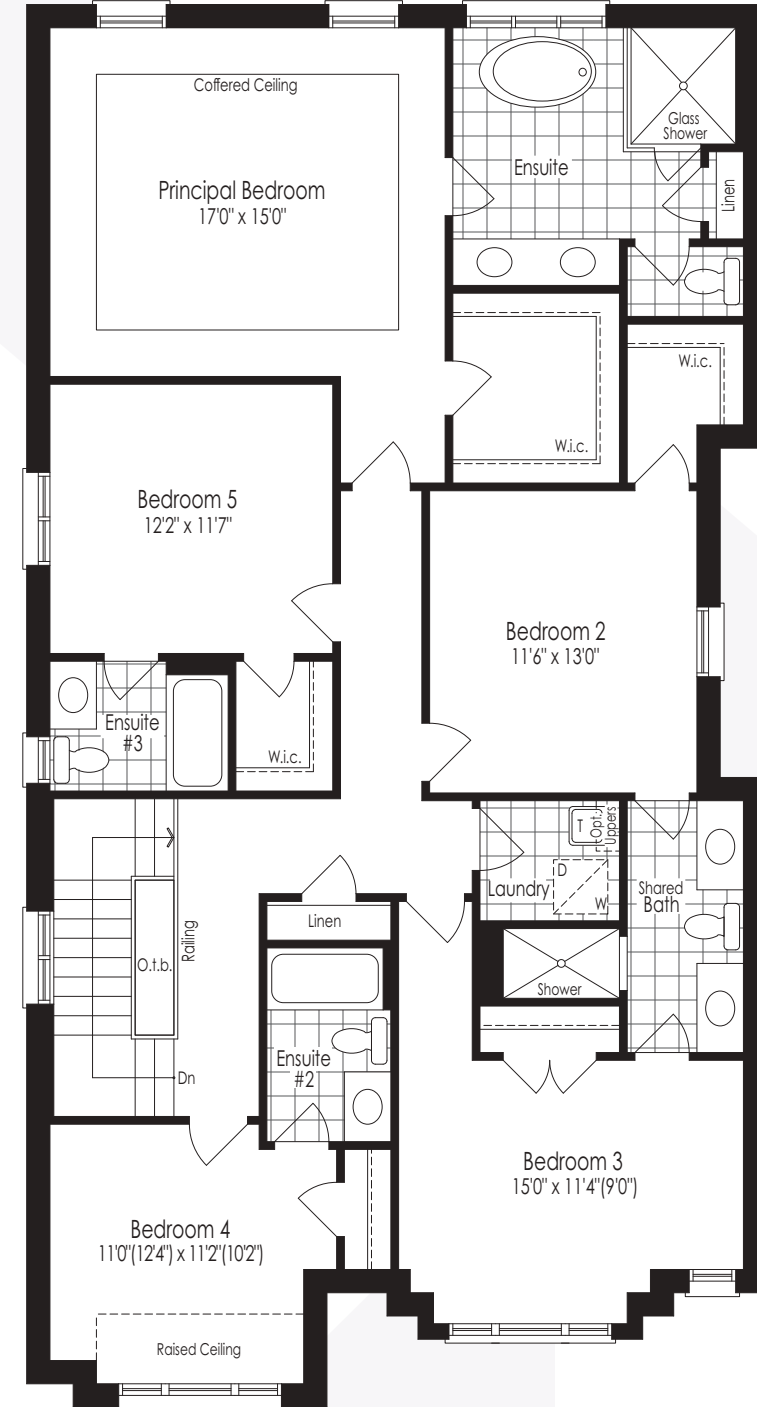 Coffered Ceiling
Glass
Shower
Ensuite
Principal Bedroom
17'0" x 15'0"
Linen
W.i.c.
W.i.c.
Bedroom 5
12'2" x 11'7"
Bedroom 2
11'6" x 13'0"
Ensuite
#3
W.i.c.
T
Opt.
Uppers
D
Laundry
W
Shared
Bath
Linen
Railing
O.t.b.
Shower
Ensuite
#2
Dn
Bedroom 3
15'0" x 11'4"(9'0")
Bedroom 4
11'0"(12'4") x 11'2"(10'2")
Raised Ceiling